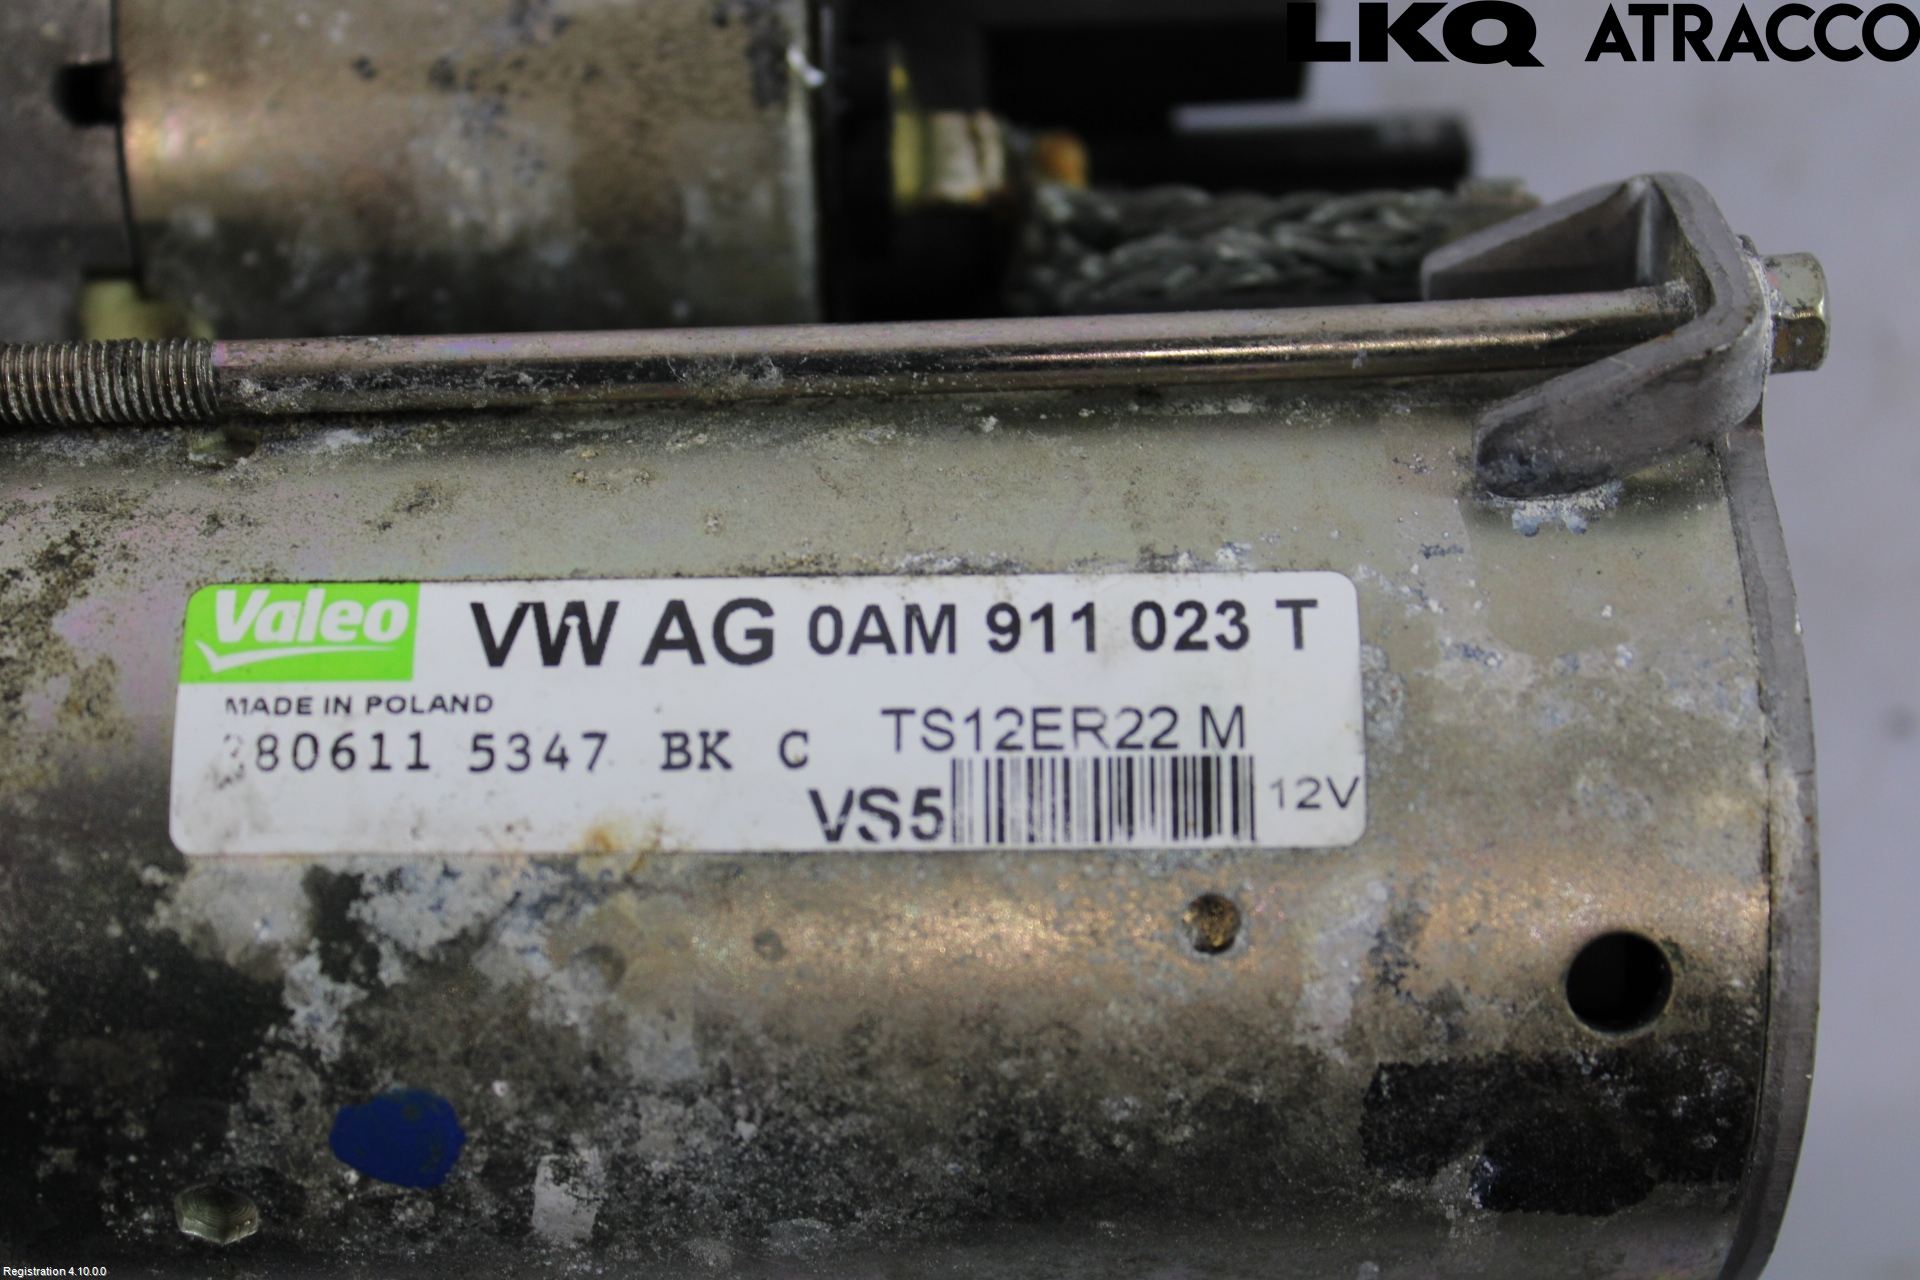 LKQ ATRACCO
Valeo VW AG 0AM 911 023 T
MADE IN POLAND
80611 5347 BK C TS12ER22 M
VS5 12V
Registration 4.10.0.0